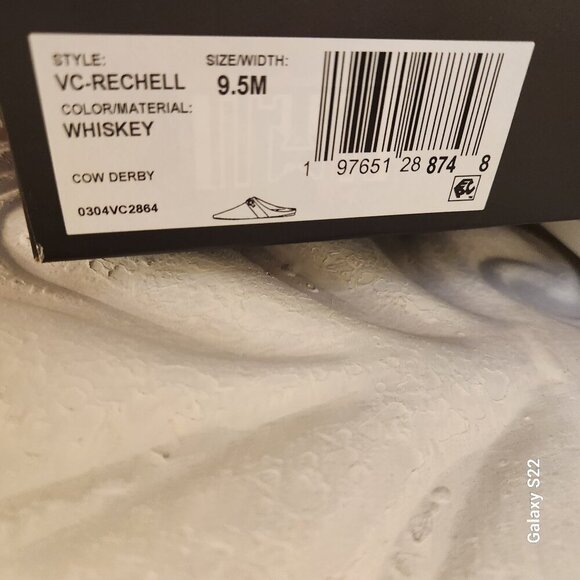 STYLE:
VC-RECHELL
SIZE/WIDTH:
9.5M
COLOR/MATERIAL:
WHISKEY
COW DERBY
0304VC2864
1 97651 28 874 8
Galaxy S22